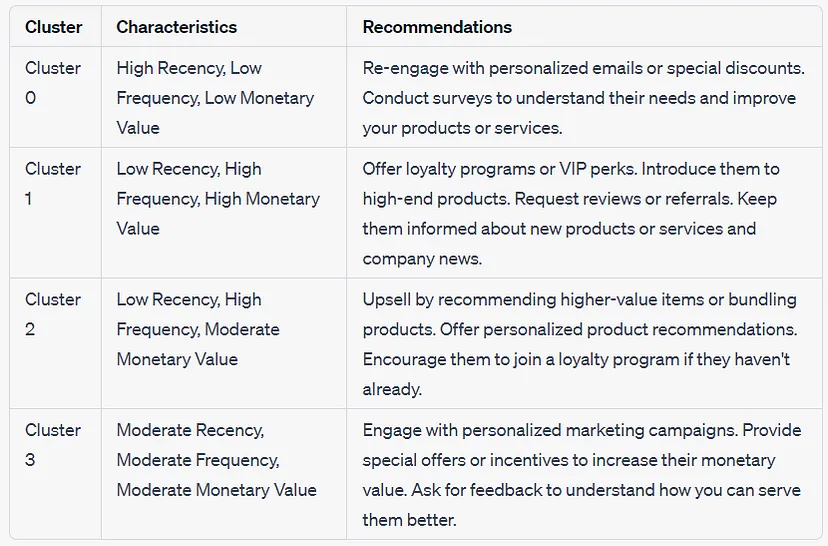 Cluster Characteristics Recommendations
Cluster 0
High Recency, Low
Frequency, Low Monetary
Value
Re-engage with personalized emails or special discounts.
Conduct surveys to understand their needs and improve
your products or services.
Cluster 1
Low Recency, High
Frequency, High Monetary
Value
Offer loyalty programs or VIP perks. Introduce them to
high-end products. Request reviews or referrals. Keep
them informed about new products or services and
company news.
Cluster 2
Low Recency, High
Frequency, Moderate
Monetary Value
Upsell by recommending higher-value items or bundling
products. Offer personalized product recommendations.
Encourage them to join a loyalty program if they haven't
already.
Cluster 3
Moderate Recency,
Moderate Frequency,
Moderate Monetary Value
Engage with personalized marketing campaigns. Provide
special offers or incentives to increase their monetary
value. Ask for feedback to understand how you can serve
them better.